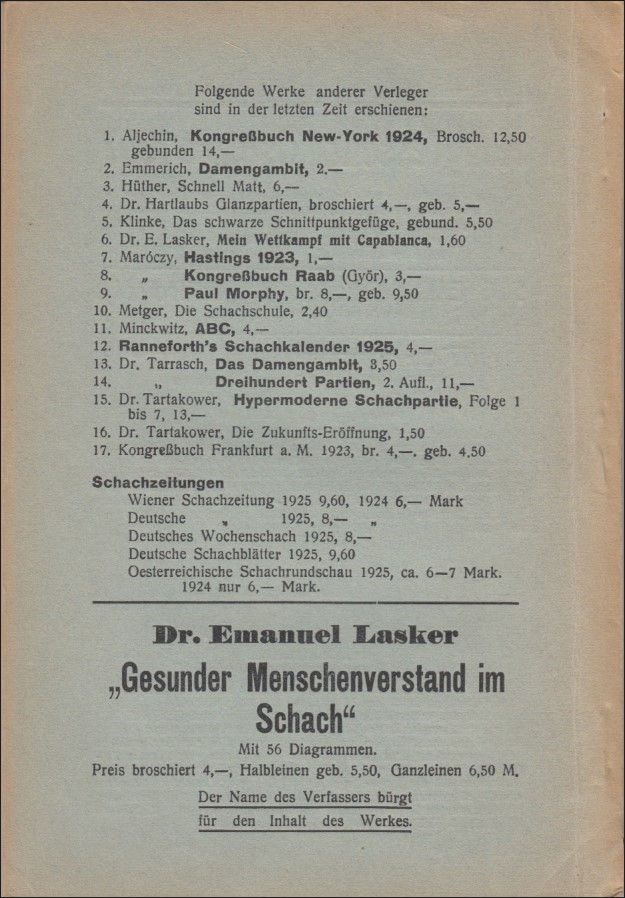 Folgende Werke anderer Verleger
sind in der letzten Zeit erschienen:
1. Aljechin, Kongreßbuch New-York 1924, Brosch. 12,50
gebunden 14,—
2. Emmerich, Damengambit, 2.—
3. Hüther, Schnell Matt, 6,—
4. Dr. Hartlaubs Glanzpartien, broschiert 4,—, geb. 5,—
5. Klinke, Das schwarze Schnittpunktgefüge, gebund. 5,50
6. Dr. E. Lasker, Mein Wettkampf mit Capablanca, 1,60
7. Maróczy, Hastings 1923, 1,—
8. „ Kongreßbuch Raab (Györ), 3,—
9. „ Paul Morphy, br. 8,—, geb. 9,50
10. Metger, Die Schachschule, 2,40
11. Minckwitz, ABC, 4,—
12. Ranneforth's Schachkalender 1925, 4,—
13. Dr. Tarrasch, Das Damengambit, 3,50
14. „ Dreihundert Partien, 2. Aufl., 11,—
15. Dr. Tartakower, Hypermoderne Schachpartie, Folge 1
bis 7, 13,—
16. Dr. Tartakower, Die Zukunfts-Eröffnung, 1,50
17. Kongreßbuch Frankfurt a. M. 1923, br. 4,—. geb. 4.50
Schachzeitungen
Wiener Schachzeitung 1925 9,60, 1924 6,— Mark
Deutsche „ 1925, 8,— „
Deutsches Wochenschach 1925, 8,—
Deutsche Schachblätter 1925, 9,60
Oesterreichische Schachrundschau 1925, ca. 6—7 Mark.
1924 nur 6,— Mark.
Dr. Emanuel Lasker
„Gesunder Menschenverstand im
Schach“
Mit 56 Diagrammen.
Preis broschiert 4,—, Halbleinen geb. 5,50, Ganzleinen 6,50 M.
Der Name des Verfassers bürgt
für den Inhalt des Werkes.